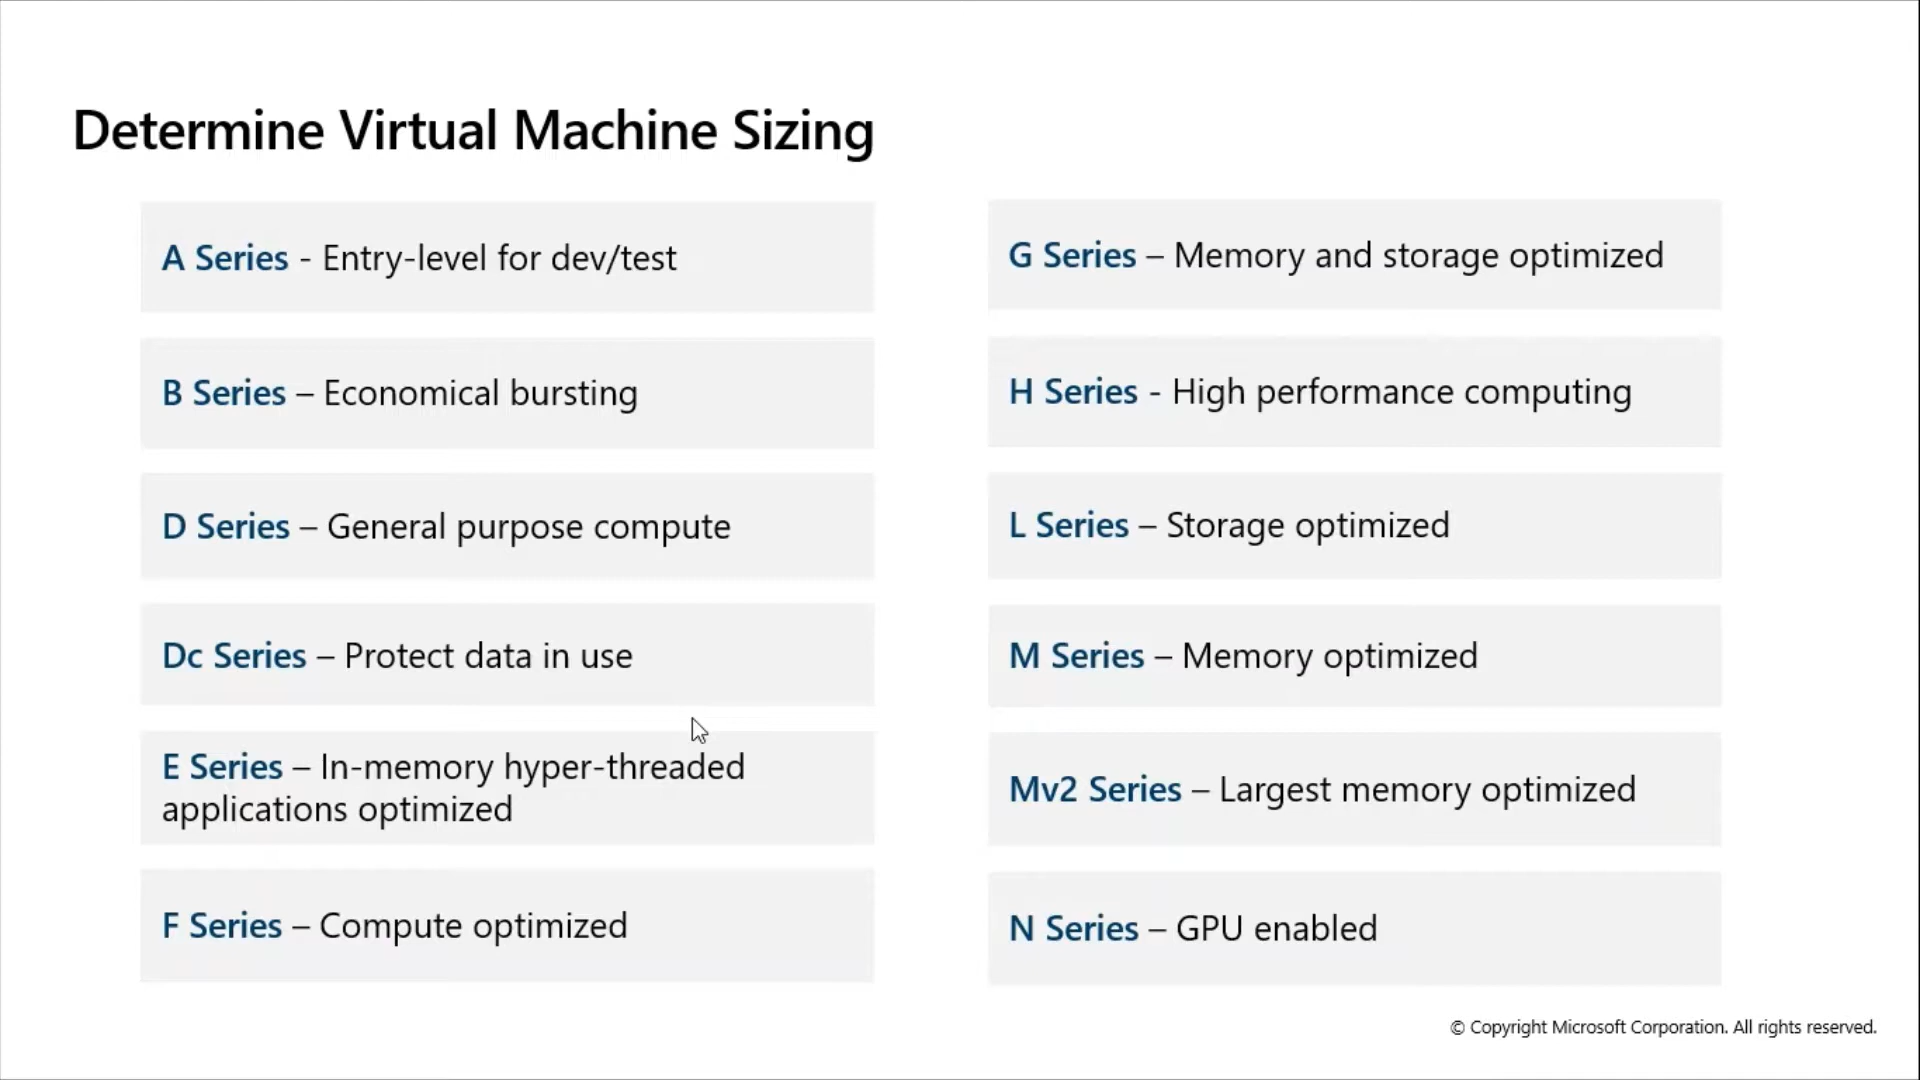 Determine Virtual Machine Sizing
A Series - Entry-level for dev/test
B Series – Economical bursting
D Series – General purpose compute
Dc Series – Protect data in use
E Series – In-memory hyper-threaded
applications optimized
F Series – Compute optimized
G Series – Memory and storage optimized
H Series - High performance computing
L Series – Storage optimized
M Series – Memory optimized
Mv2 Series – Largest memory optimized
N Series – GPU enabled
© Copyright Microsoft Corporation. All rights reserved.